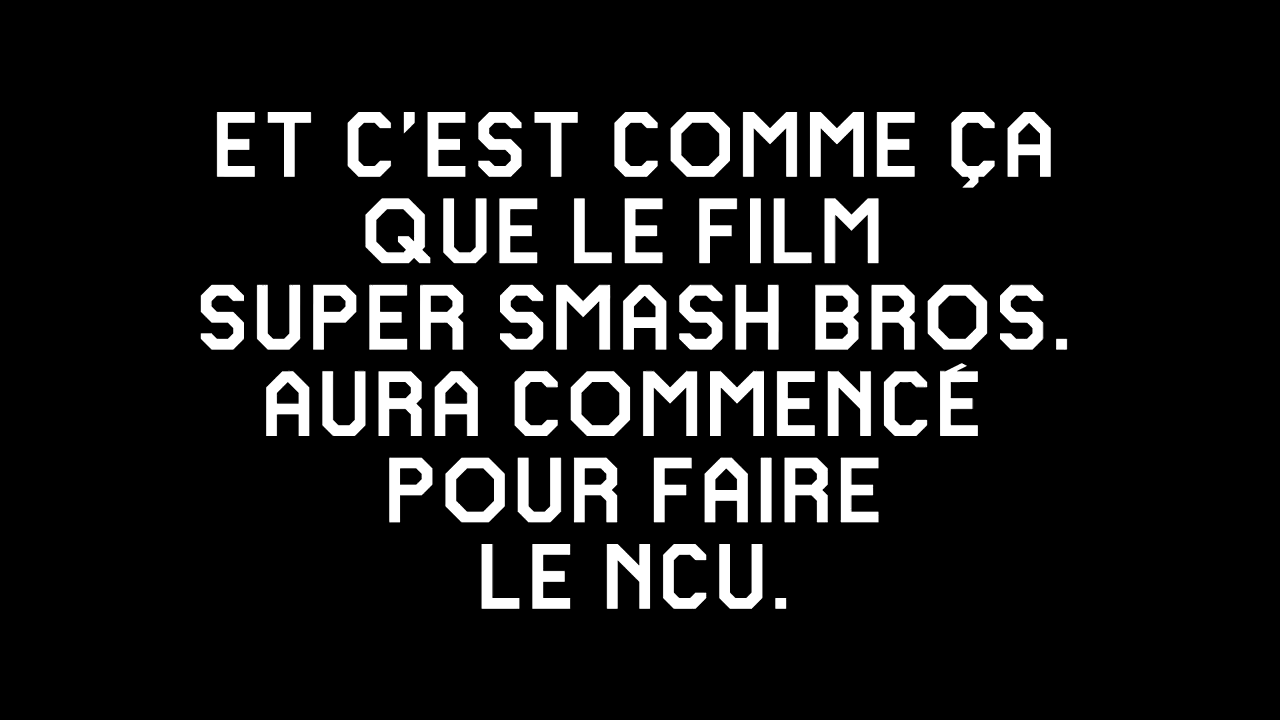 ET C'EST COMME ÇA
QUE LE FILM
SUPER SMASH BROS.
AURA COMMENCÉ
POUR FAIRE
LE NCU.